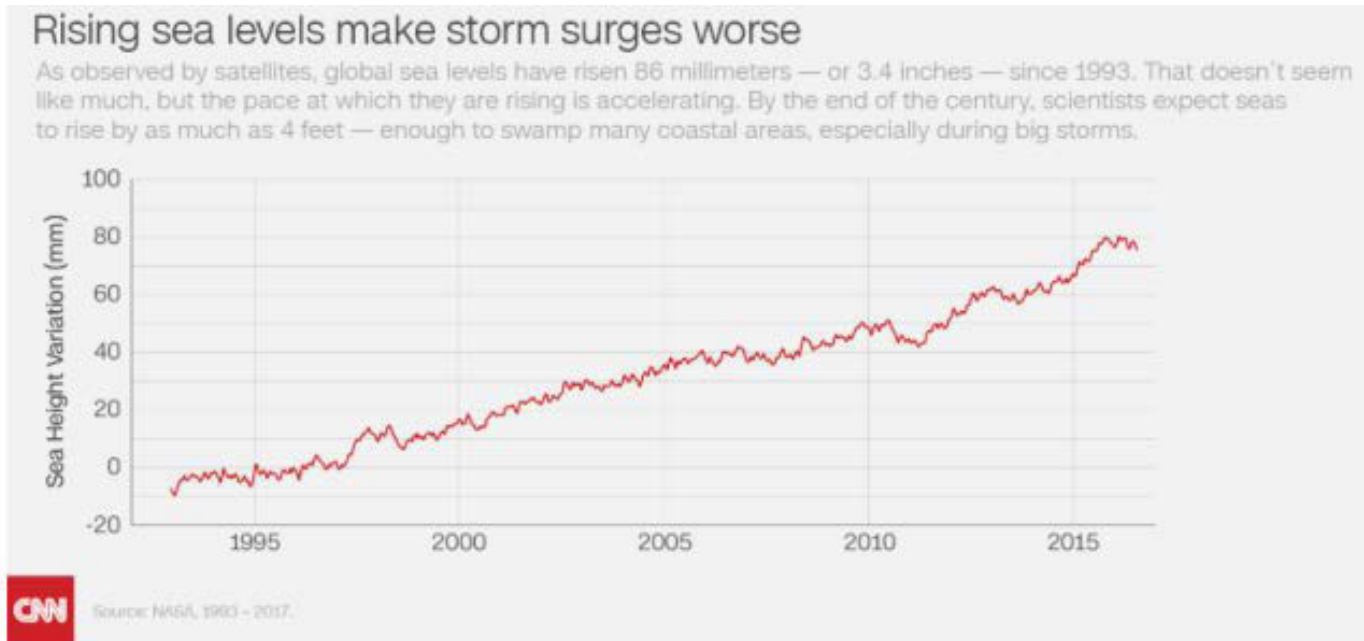 Rising sea levels make storm surges worse
As observed by satellites, global sea levels have risen 86 millimeters — or 3.4 inches — since 1993. That doesn't seem
like much, but the pace at which they are rising is accelerating. By the end of the century, scientists expect seas
to rise by as much as 4 feet — enough to swamp many coastal areas, especially during big storms.
100
80
60
40
20
0
-20
Sea Height Variation (mm)
1995 2000 2005 2010 2015
CNN
Source: NASA, 1993 - 2017.